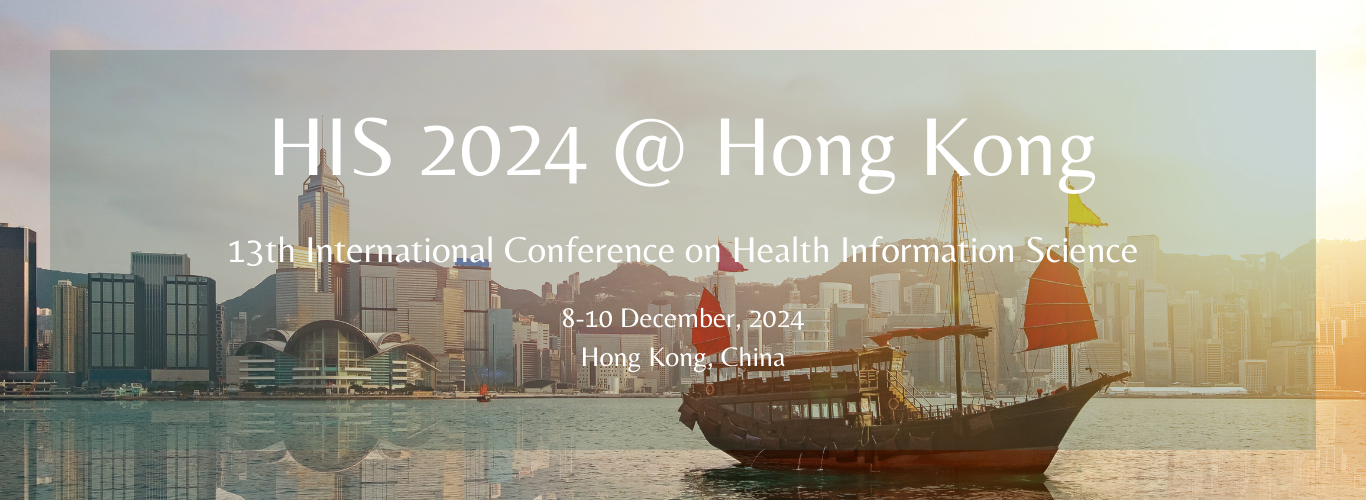 HIS 2024 @ Hong Kong
13th International Conference on Health Information Science
8-10 December, 2024
Hong Kong, China